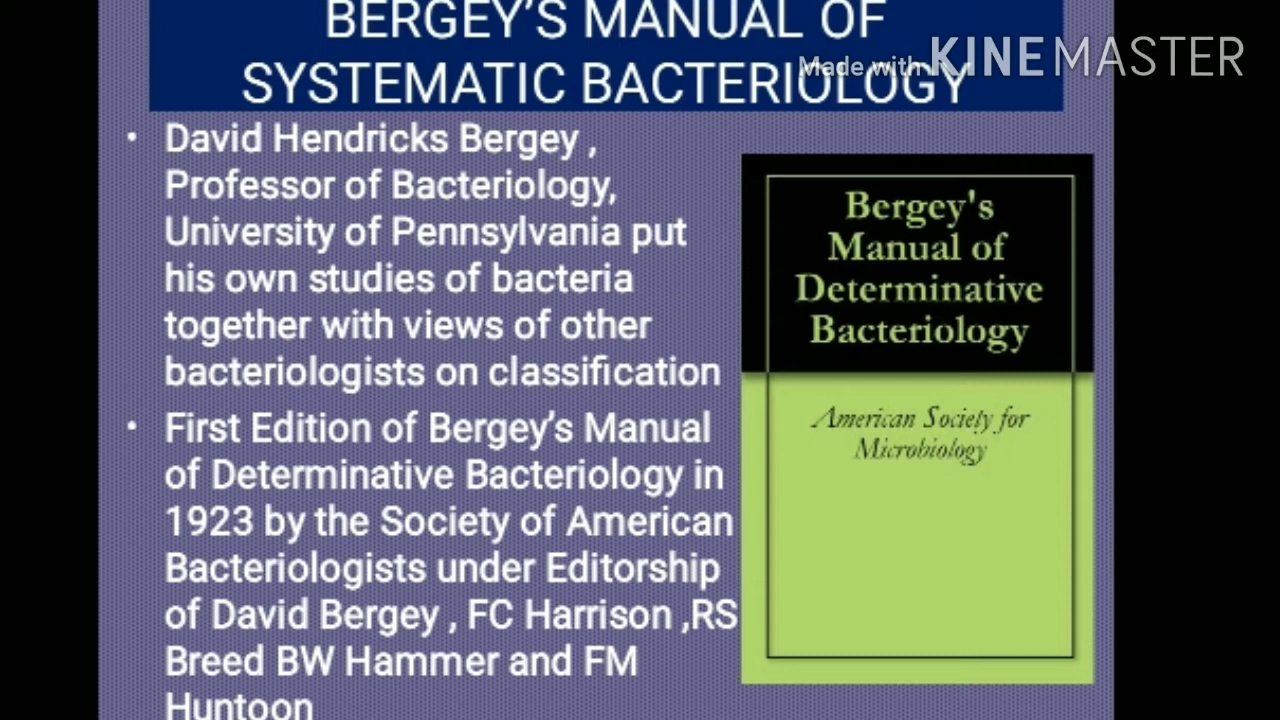 BERGEY’S MANUAL OF
SYSTEMATIC BACTERIOLOGY
Made with KINEMASTER
• David Hendricks Bergey ,
Professor of Bacteriology,
University of Pennsylvania put
his own studies of bacteria
together with views of other
bacteriologists on classification
• First Edition of Bergey’s Manual
of Determinative Bacteriology in
1923 by the Society of American
Bacteriologists under Editorship
of David Bergey , FC Harrison ,RS
Breed BW Hammer and FM
Huntoon
Bergey's
Manual of
Determinative
Bacteriology
American Society for
Microbiology